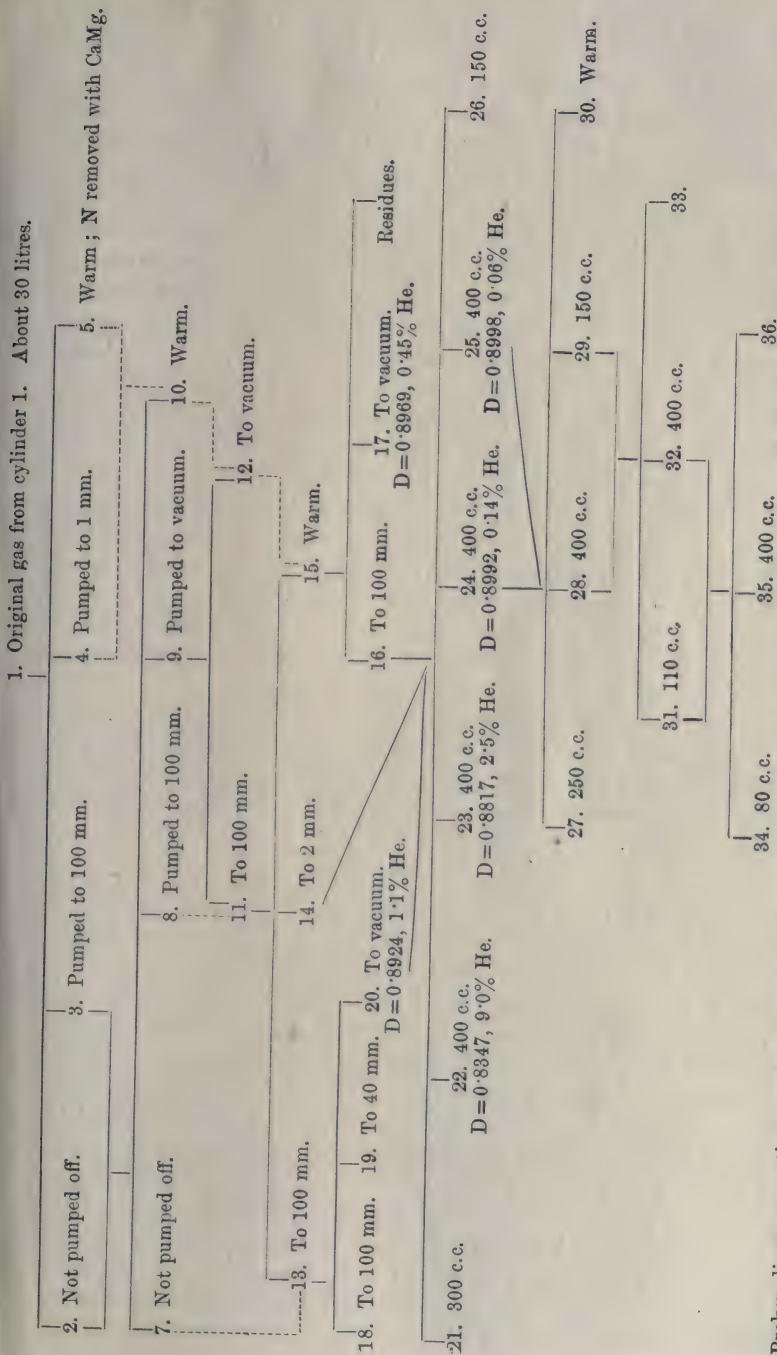 1. Original gas from cylinder 1. About 30 litres.
2. Not pumped off.
3. Pumped to 100 mm.
4. Pumped to 1 mm.
5. Warm; N removed with CaMg.
7. Not pumped off.
8. Pumped to 100 mm.
9. Pumped to vacuum.
10. Warm.
11. To 100 mm.
12. To vacuum.
13. To 100 mm.
14. To 2 mm.
15. Warm.
16. To 100 mm.
17. To vacuum.
D=0·8969, 0·45% He.
Residues.
18. To 100 mm.
19. To 40 mm.
20. To vacuum.
D=0·8924, 1·1% He.
21. 300 c.c.
22. 400 c.c.
D=0·8347, 9·0% He.
23. 400 c.c.
D=0·8817, 2·5% He.
24. 400 c.c.
D=0·8992, 0·14% He.
25. 400 c.c.
D=0·8998, 0·06% He.
26. 150 c.c.
27. 250 c.c.
28. 400 c.c.
29. 150 c.c.
30. Warm.
31. 110 c.c.
32. 400 c.c.
33.
34. 80 c.c.
35. 400 c.c.
36.